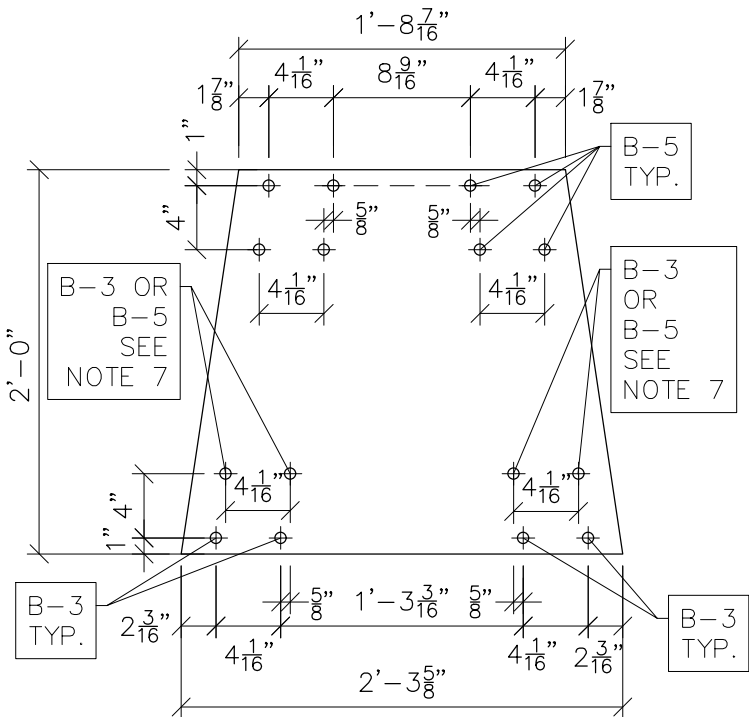 1'-8 7/16"
4 1/16" 8 9/16" 4 1/16"
1 7/8" 1 7/8"
1"
B-5
TYP.
4"
5/8" 5/8"
B-3 OR
B-5
SEE
NOTE 7
4 1/16" 4 1/16"
B-3
OR
B-5
SEE
NOTE 7
2'-0"
4 1/16" 4 1/16"
4"
1"
B-3
TYP.
5/8" 1'-3 3/16" 5/8"
B-3
TYP.
2 3/16" 4 1/16" 4 1/16" 2 3/16"
2'-3 5/8"